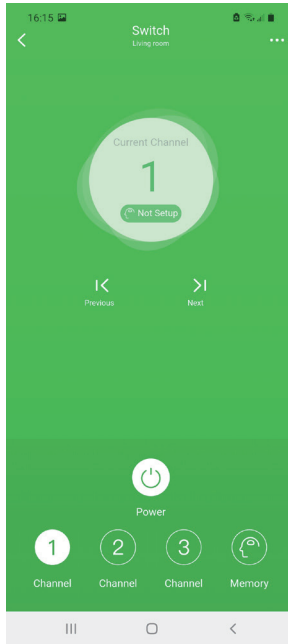 16:15
Switch
Living room
Current Channel
1
Not Setup
Previous
Next
Power
1
2
3
Channel
Channel
Channel
Memory